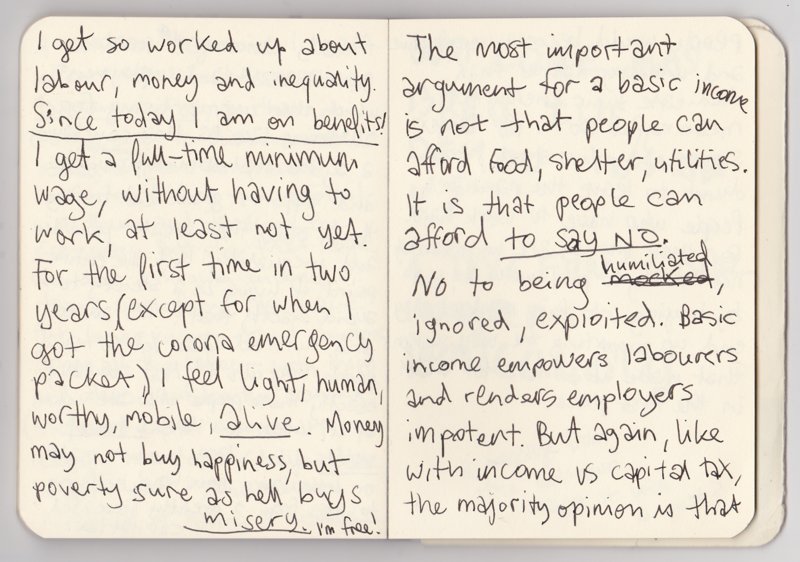 I get so worked up about
labour, money and inequality.
Since today I am on benefits!
I get a full-time minimum
wage, without having to
work, at least not yet.
For the first time in two
years (except for when I
got the corona emergency
packet) I feel light, human,
worthy, mobile, alive. Money
may not buy happiness, but
poverty sure as hell buys
misery. I'm free!
The most important
argument for a basic income
is not that people can
afford food, shelter, utilities.
It is that people can
afford to say NO.
No to being mocked humiliated,
ignored, exploited. Basic
income empowers labourers
and renders employers
impotent. But again, like
with income vs capital tax,
the majority opinion is that